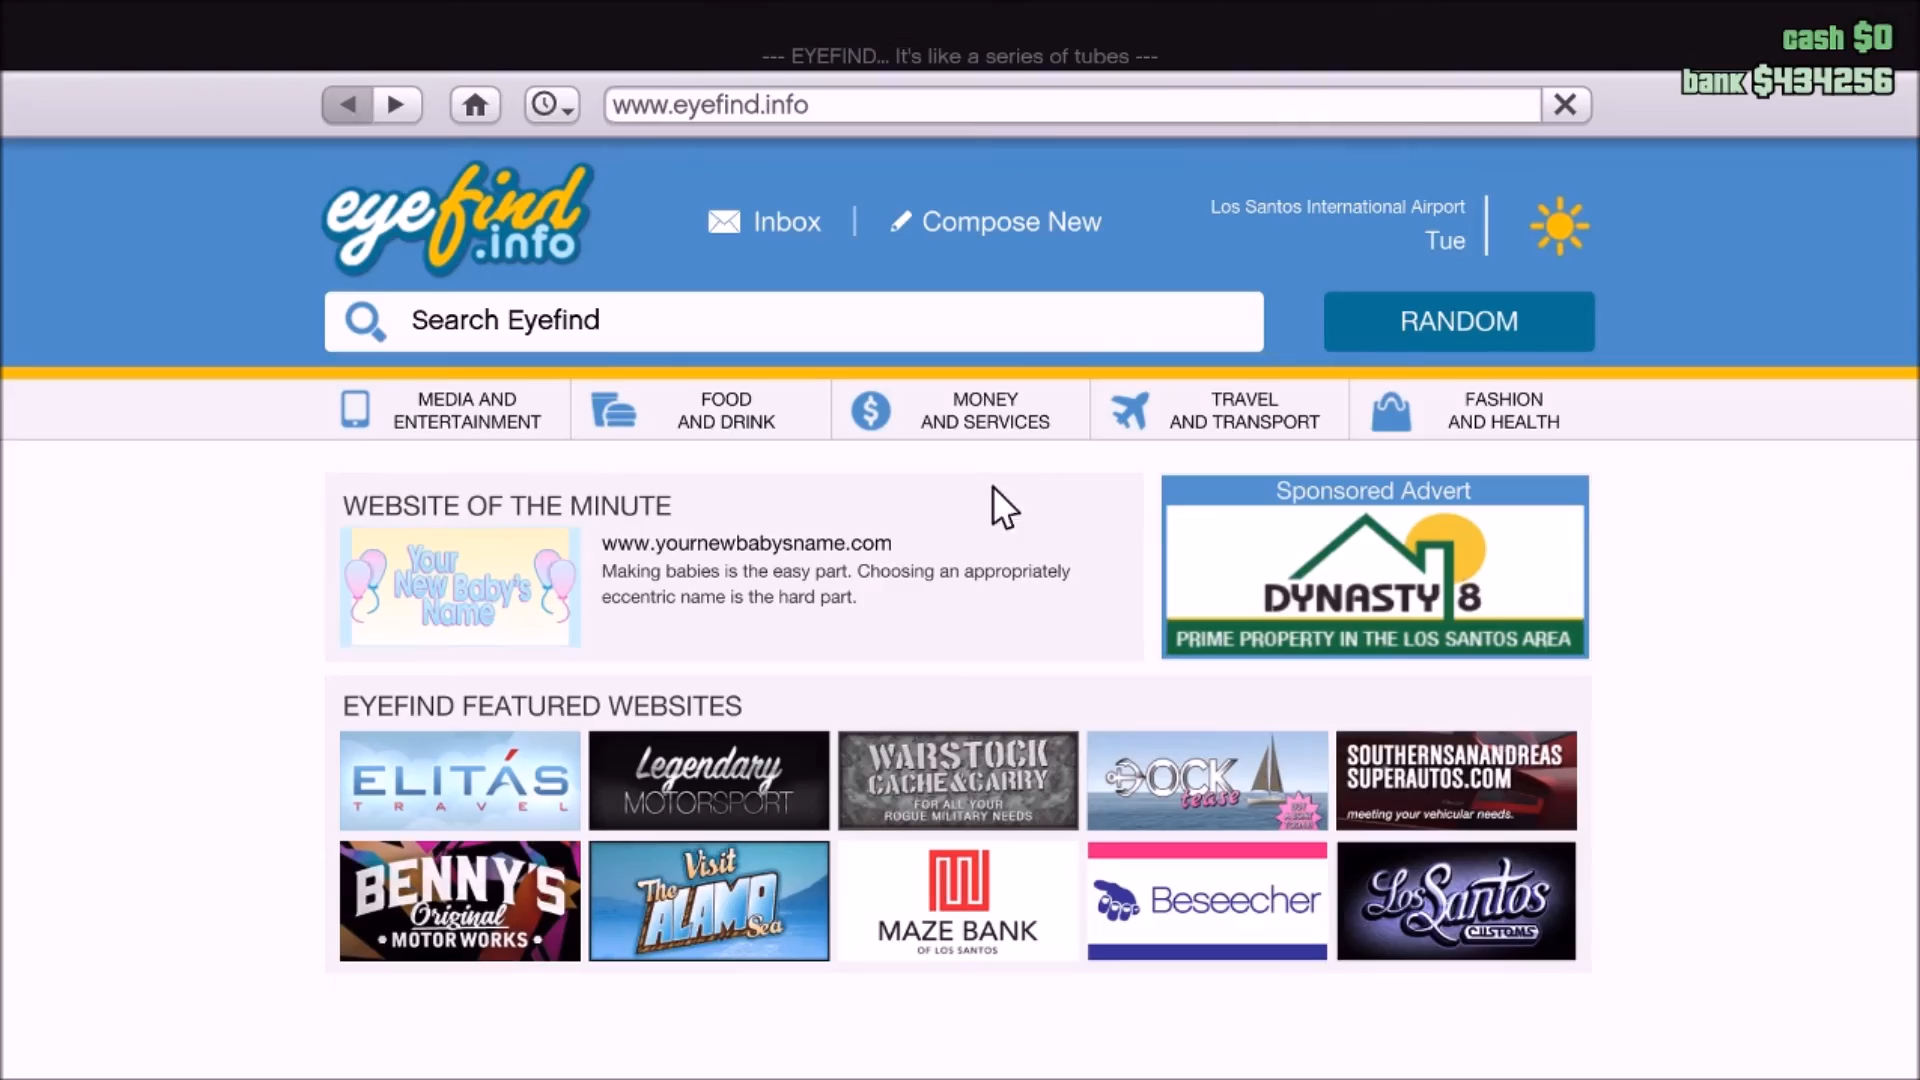 cash $0
--- EYEFIND... It's like a series of tubes ---
bank $434256
www.eyefind.info
eyefind
.info
Inbox
Compose New
Los Santos International Airport
Tue
Search Eyefind
RANDOM
MEDIA AND
ENTERTAINMENT
FOOD
AND DRINK
MONEY
AND SERVICES
TRAVEL
AND TRANSPORT
FASHION
AND HEALTH
WEBSITE OF THE MINUTE
Your
New Baby's
Name
www.yournewbabysname.com
Making babies is the easy part. Choosing an appropriately
eccentric name is the hard part.
Sponsored Advert
DYNASTY 8
PRIME PROPERTY IN THE LOS SANTOS AREA
EYEFIND FEATURED WEBSITES
ELITÁS
TRAVEL
Legendary
MOTORSPORT
WARSTOCK
CACHE & CARRY
FOR ALL YOUR
ROGUE MILITARY NEEDS
DOCK
tease
SOUTHERNSANANDREAS
SUPERAUTOS.COM
meeting your vehicular needs.
BENNY'S
Original
• MOTOR WORKS •
Visit
The
ALAMO
Sea
MAZE BANK
OF LOS SANTOS
Beseecher
Los Santos
CUSTOMS